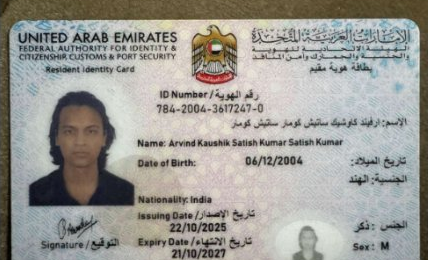 UNITED ARAB EMIRATES
FEDERAL AUTHORITY FOR IDENTITY &
CITIZENSHIP CUSTOMS & PORT SECURITY
Resident Identity Card
الإمارات العربية المتحدة
الهيئة الاتحادية للهوية
والجنسية والجمارك وأمن المنافذ
بطاقة هوية مقيم
ID Number / رقم الهوية
784-2004-3617247-0
الاسم: ارفيند كاوشيك ساتيش كومار ساتيش كومار
Name: Arvind Kaushik Satish Kumar Satish Kumar
Date of Birth: 06/12/2004 تاريخ الميلاد:
Nationality: India الجنسية: الهند
Issuing Date / تاريخ الإصدار
22/10/2025
الجنس: ذكر
Expiry Date / تاريخ الانتهاء
21/10/2027
Sex: M
Signature / التوقيع